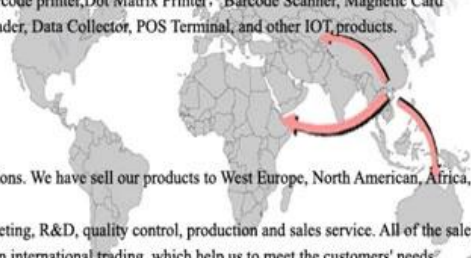 code printer,Dot Matrix Printer, Barcode Scanner, Magnetic Card
der, Data Collector, POS Terminal, and other IOT products.
ons. We have sell our products to West Europe, North American, Africa,
eting, R&D, quality control, production and sales service. All of the sale
n international trading, which help us to meet the customers' needs.